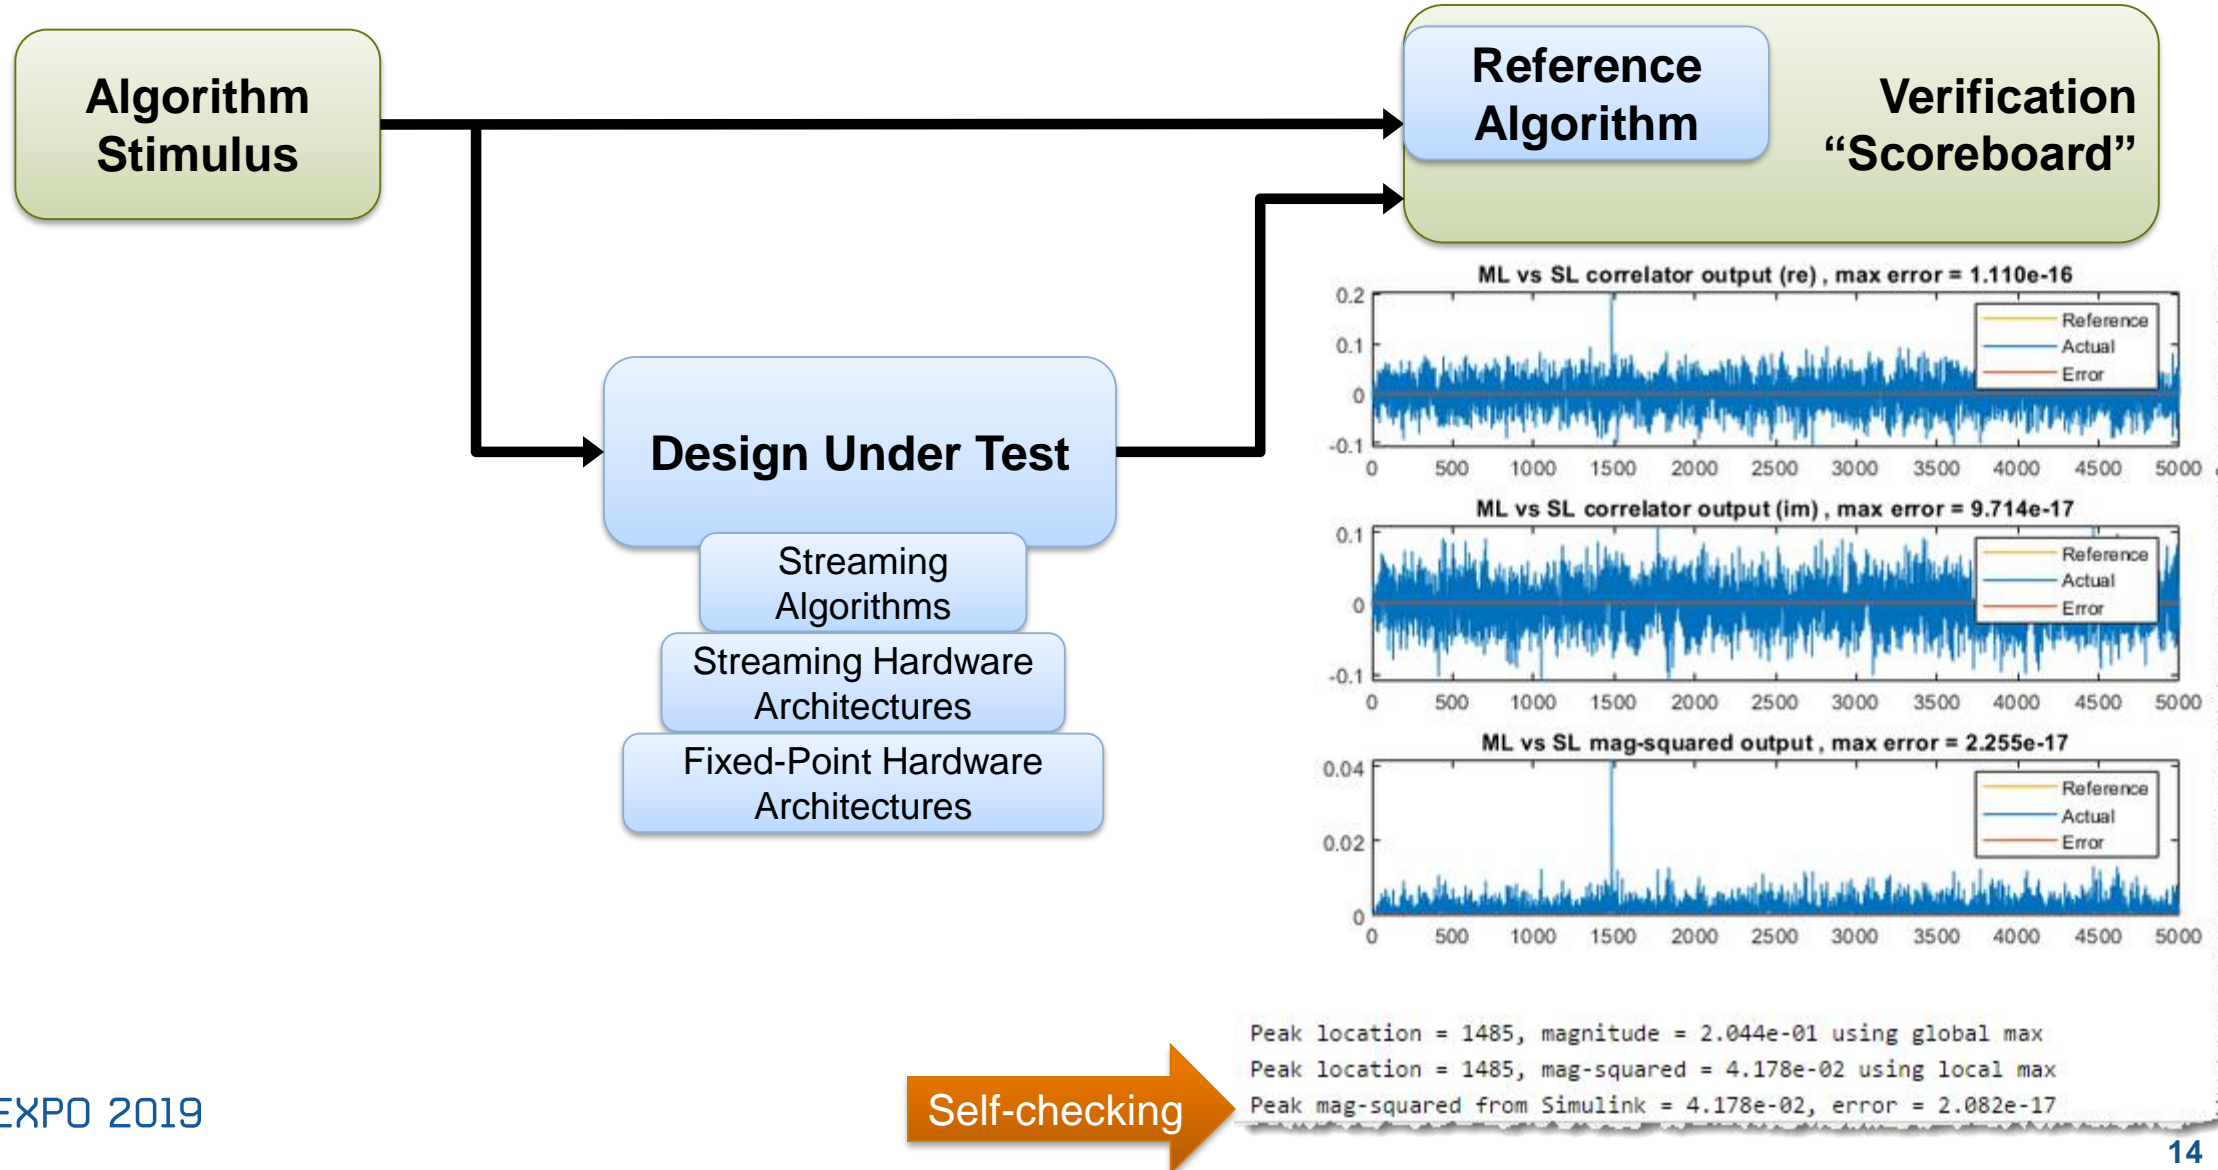 Algorithm
Stimulus
Reference
Algorithm
Verification
“Scoreboard”
Design Under Test
Streaming
Algorithms
Streaming Hardware
Architectures
Fixed-Point Hardware
Architectures
ML vs SL correlator output (re) , max error = 1.110e-16
0.2
0.1
0
-0.1
Reference
Actual
Error
0 500 1000 1500 2000 2500 3000 3500 4000 4500 5000
ML vs SL correlator output (im) , max error = 9.714e-17
0.1
0
-0.1
Reference
Actual
Error
0 500 1000 1500 2000 2500 3000 3500 4000 4500 5000
ML vs SL mag-squared output , max error = 2.255e-17
0.04
0.02
0
Reference
Actual
Error
0 500 1000 1500 2000 2500 3000 3500 4000 4500 5000
Peak location = 1485, magnitude = 2.044e-01 using global max
Peak location = 1485, mag-squared = 4.178e-02 using local max
Peak mag-squared from Simulink = 4.178e-02, error = 2.082e-17
Self-checking
EXPO 2019
14